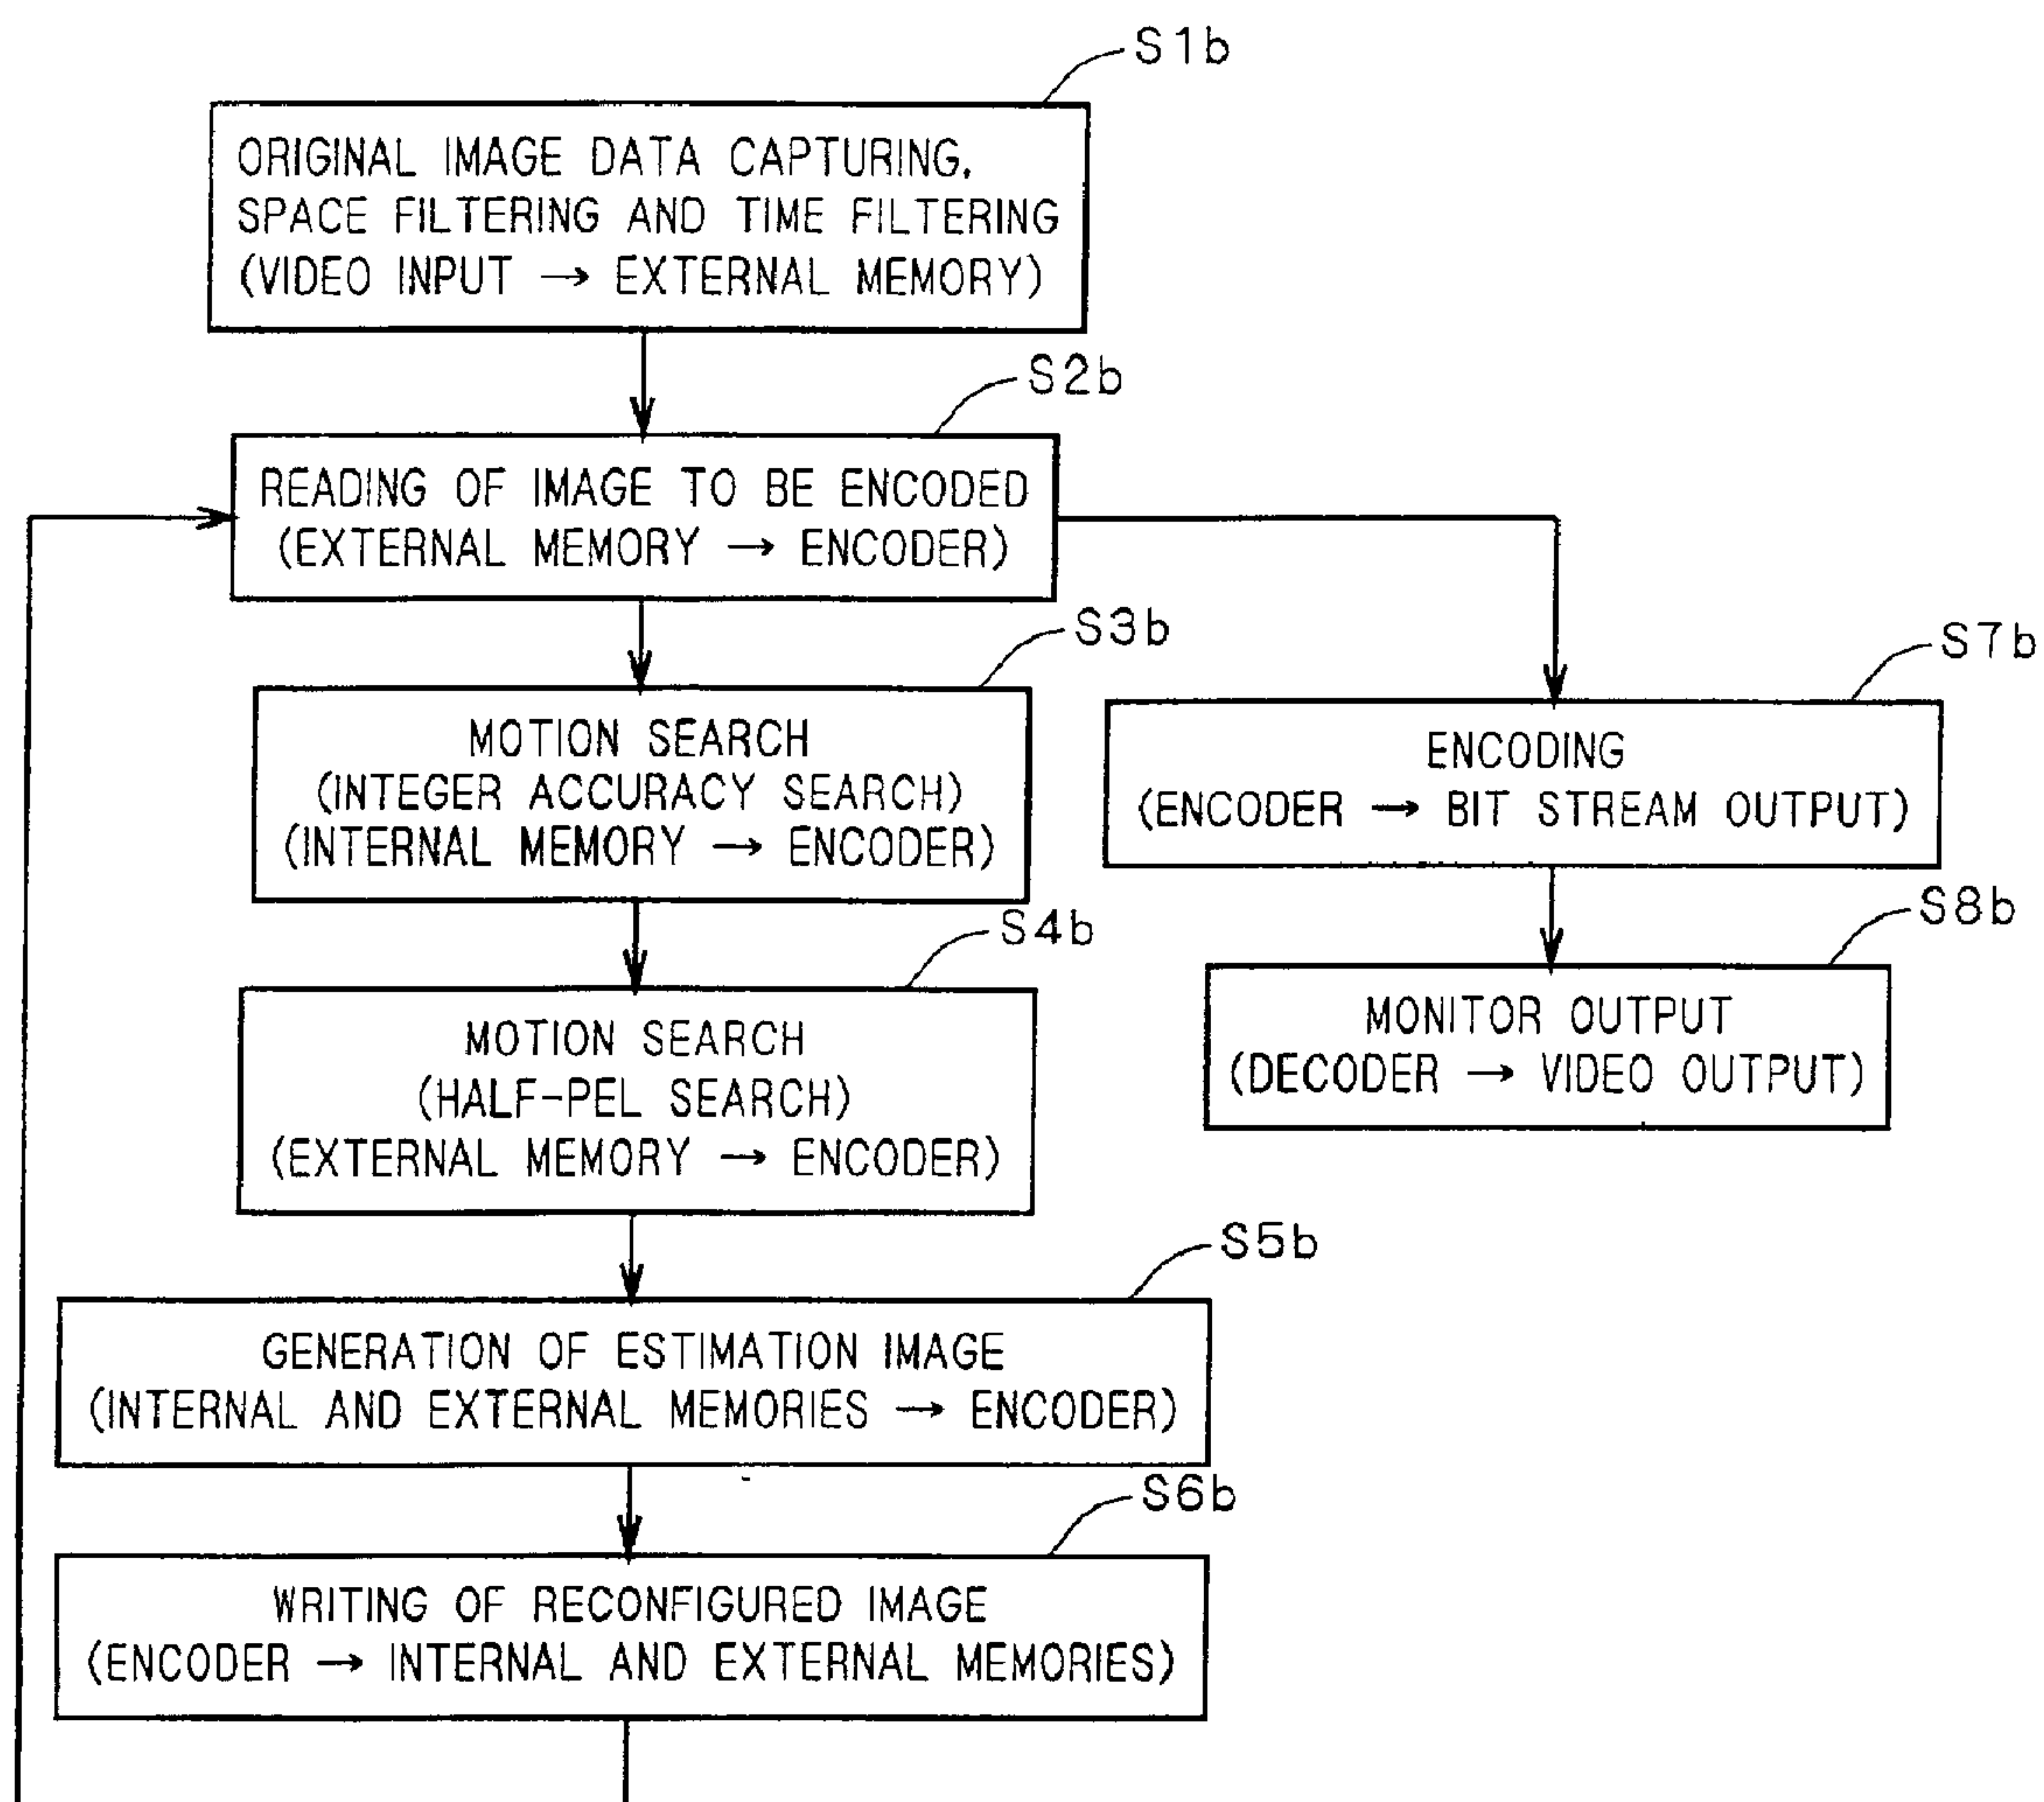 S1b
ORIGINAL IMAGE DATA CAPTURING,
SPACE FILTERING AND TIME FILTERING
(VIDEO INPUT → EXTERNAL MEMORY)
S2b
READING OF IMAGE TO BE ENCODED
(EXTERNAL MEMORY → ENCODER)
S3b
MOTION SEARCH
(INTEGER ACCURACY SEARCH)
(INTERNAL MEMORY → ENCODER)
S4b
MOTION SEARCH
(HALF-PEL SEARCH)
(EXTERNAL MEMORY → ENCODER)
S5b
GENERATION OF ESTIMATION IMAGE
(INTERNAL AND EXTERNAL MEMORIES → ENCODER)
S6b
WRITING OF RECONFIGURED IMAGE
(ENCODER → INTERNAL AND EXTERNAL MEMORIES)
S7b
ENCODING
(ENCODER → BIT STREAM OUTPUT)
S8b
MONITOR OUTPUT
(DECODER → VIDEO OUTPUT)